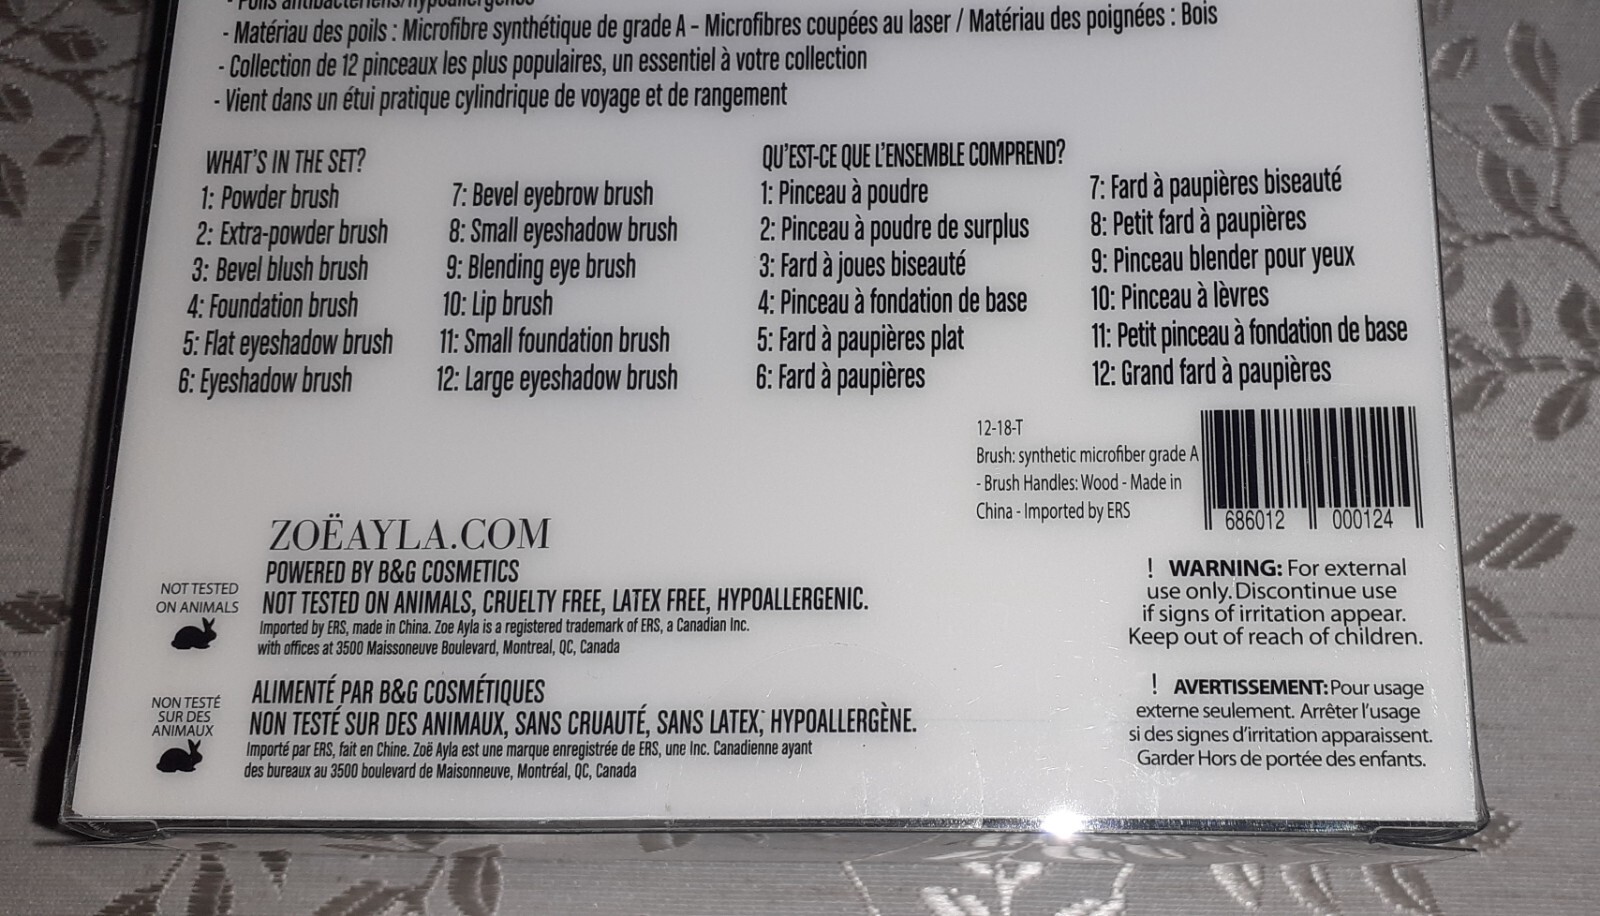 - Poils antibactériens/hypoallergènes
- Matériau des poils : Microfibre synthétique de grade A - Microfibres coupées au laser / Matériau des poignées : Bois
- Collection de 12 pinceaux les plus populaires, un essentiel à votre collection
- Vient dans un étui pratique cylindrique de voyage et de rangement
WHAT'S IN THE SET?
1: Powder brush
2: Extra-powder brush
3: Bevel blush brush
4: Foundation brush
5: Flat eyeshadow brush
6: Eyeshadow brush
7: Bevel eyebrow brush
8: Small eyeshadow brush
9: Blending eye brush
10: Lip brush
11: Small foundation brush
12: Large eyeshadow brush
QU'EST-CE QUE L'ENSEMBLE COMPREND?
1: Pinceau à poudre
2: Pinceau à poudre de surplus
3: Fard à joues biseauté
4: Pinceau à fondation de base
5: Fard à paupières plat
6: Fard à paupières
7: Fard à paupières biseauté
8: Petit fard à paupières
9: Pinceau blender pour yeux
10: Pinceau à lèvres
11: Petit pinceau à fondation de base
12: Grand fard à paupières
12-18-T
Brush: synthetic microfiber grade A
- Brush Handles: Wood - Made in
China - Imported by ERS
686012 000124
ZOËAYLA.COM
POWERED BY B&G COSMETICS
NOT TESTED ON ANIMALS, CRUELTY FREE, LATEX FREE, HYPOALLERGENIC.
Imported by ERS, made in China. Zoe Ayla is a registered trademark of ERS, a Canadian Inc.
with offices at 3500 Maissoneuve Boulevard, Montreal, QC, Canada
NOT TESTED
ON ANIMALS
ALIMENTÉ PAR B&G COSMÉTIQUES
NON TESTÉ SUR DES ANIMAUX, SANS CRUAUTÉ, SANS LATEX, HYPOALLERGÈNE.
Importé par ERS, fait en Chine. Zoë Ayla est une marque enregistrée de ERS, une Inc. Canadienne ayant
des bureaux au 3500 boulevard de Maisonneuve, Montréal, QC, Canada
NON TESTÉ
SUR DES
ANIMAUX
! WARNING: For external
use only. Discontinue use
if signs of irritation appear.
Keep out of reach of children.
! AVERTISSEMENT: Pour usage
externe seulement. Arrêter l'usage
si des signes d'irritation apparaissent.
Garder Hors de portée des enfants.